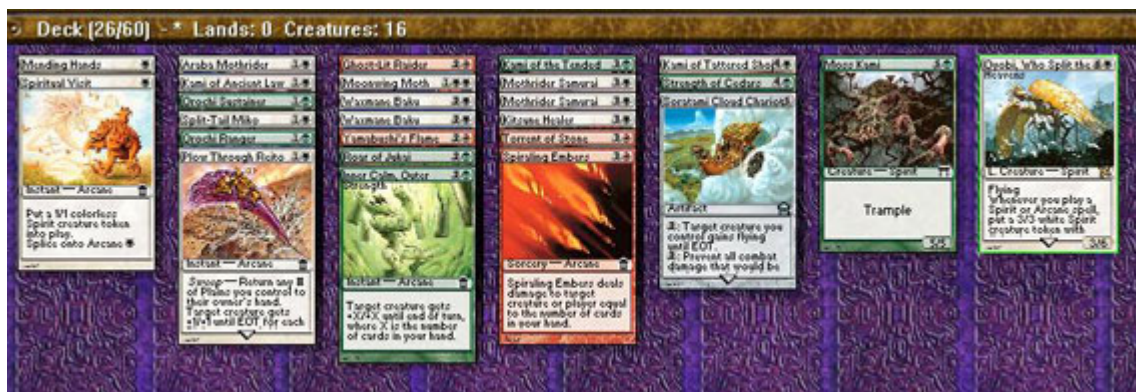 Deck (26/60) - * Lands: 0 Creatures: 16
Mending Hands
Spiritual Visit
Instant — Arcane
Put a 1/1 colorless
Spirit creature token
into play.
Splice onto Arcane
Araba Mothrider
Kami of Ancient Law
Orochi Sustainer
Split-Tail Miko
Orochi Ranger
Plow Through Reito
Instant — Arcane
Sweep — Return any #
of Plains you control to
their owner's hand.
Target creature gets
+1/+1 until EOT for each
Ghost-Lit Raider
Moonwing Moth
Waxmane Baku
Waxmane Baku
Yamabushi's Flame
Roar of Jukai
Inner Calm, Outer
Strength
Instant — Arcane
Target creature gets
+X/+X until end of turn,
where X is the number
of cards in your hand.
Kami of the Tended
Mothrider Samurai
Mothrider Samurai
Kitsune Healer
Torrent of Stone
Spiraling Embers
Sorcery — Arcane
Spiraling Embers deals
damage to target
creature or player equal
to the number of cards
in your hand.
Kami of Tattered Sho
Strength of Cedars
Soratami Cloud Chariot
Artifact
2: Target creature you
control gains flying
until EOT.
2: Prevent all combat
damage that would be
Moss Kami
Creature — Spirit
Trample
5/5
Oyobi, Who Split the
Heavens
L. Creature — Spirit
Flying
Whenever you play a
Spirit or Arcane spell,
put a 3/3 white Spirit
creature token with
3/6